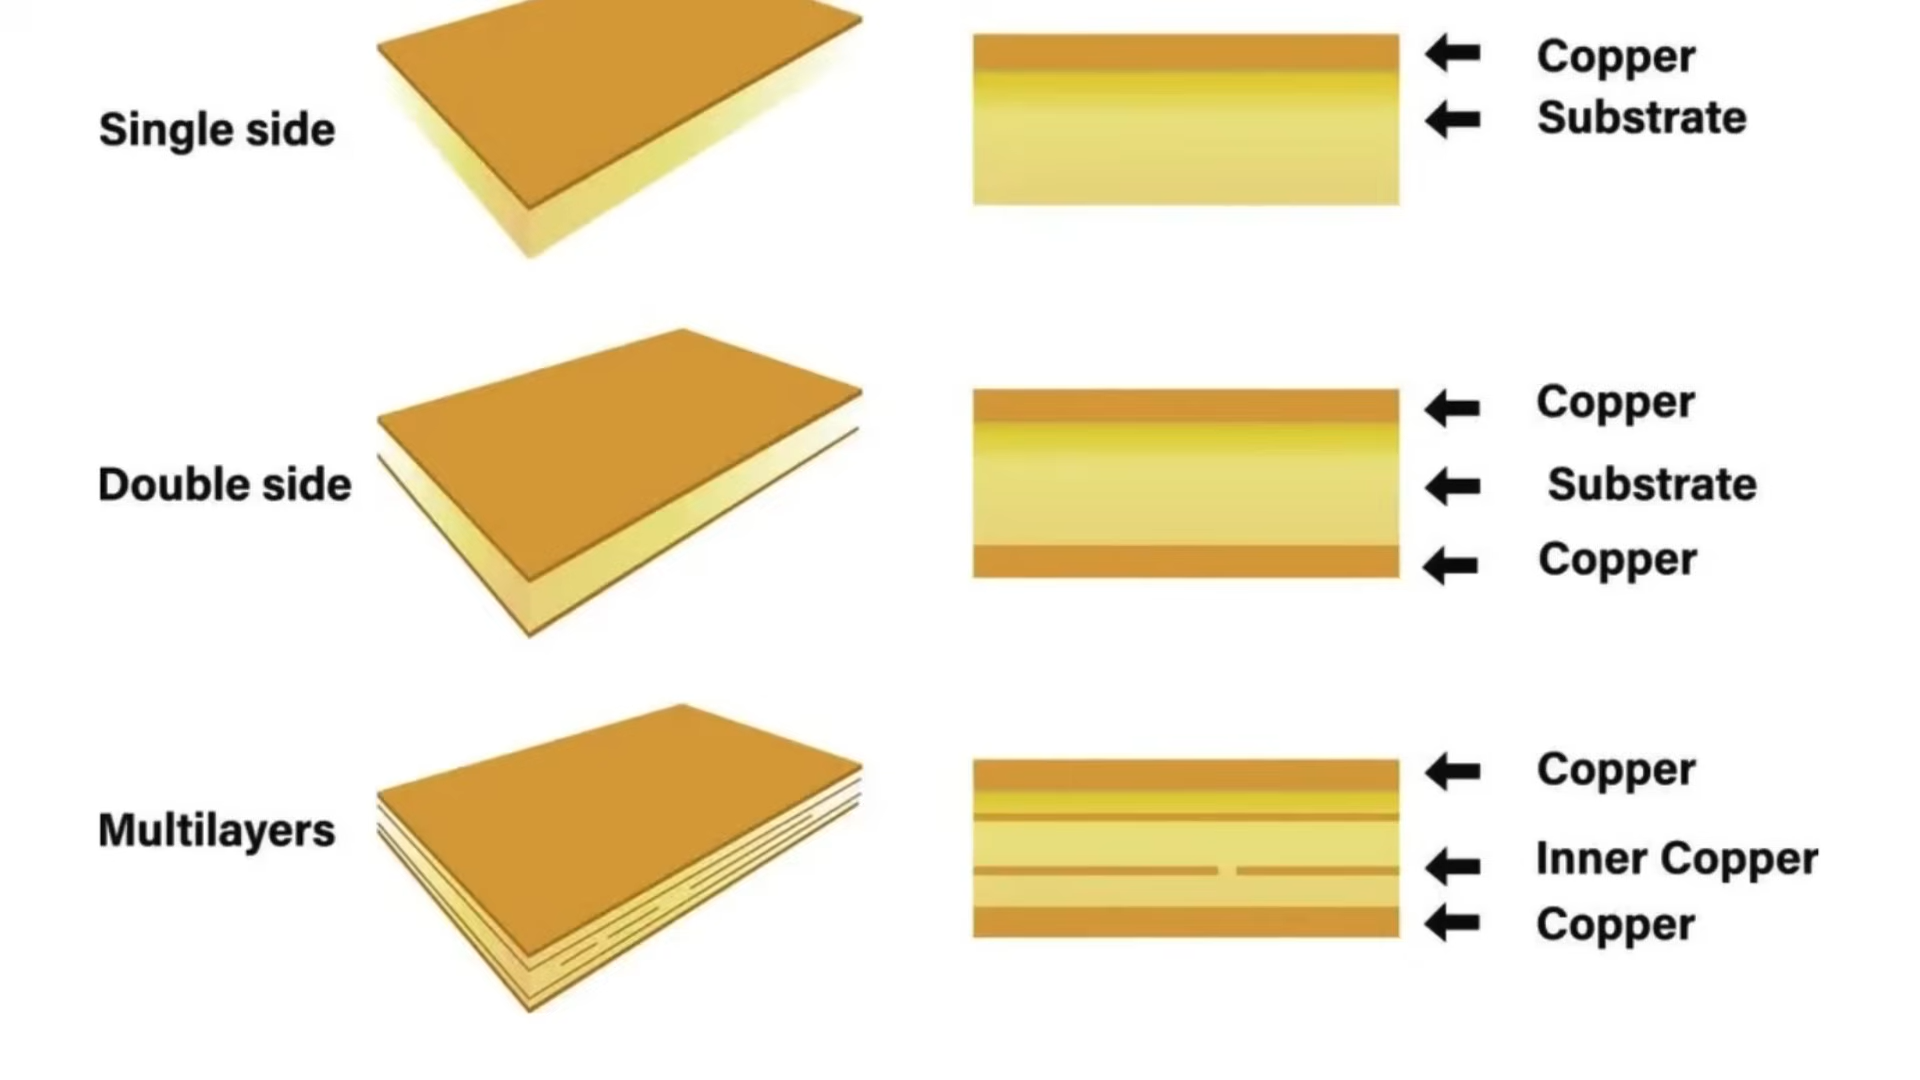 Single side
Copper
Substrate
Double side
Copper
Substrate
Copper
Multilayers
Copper
Inner Copper
Copper